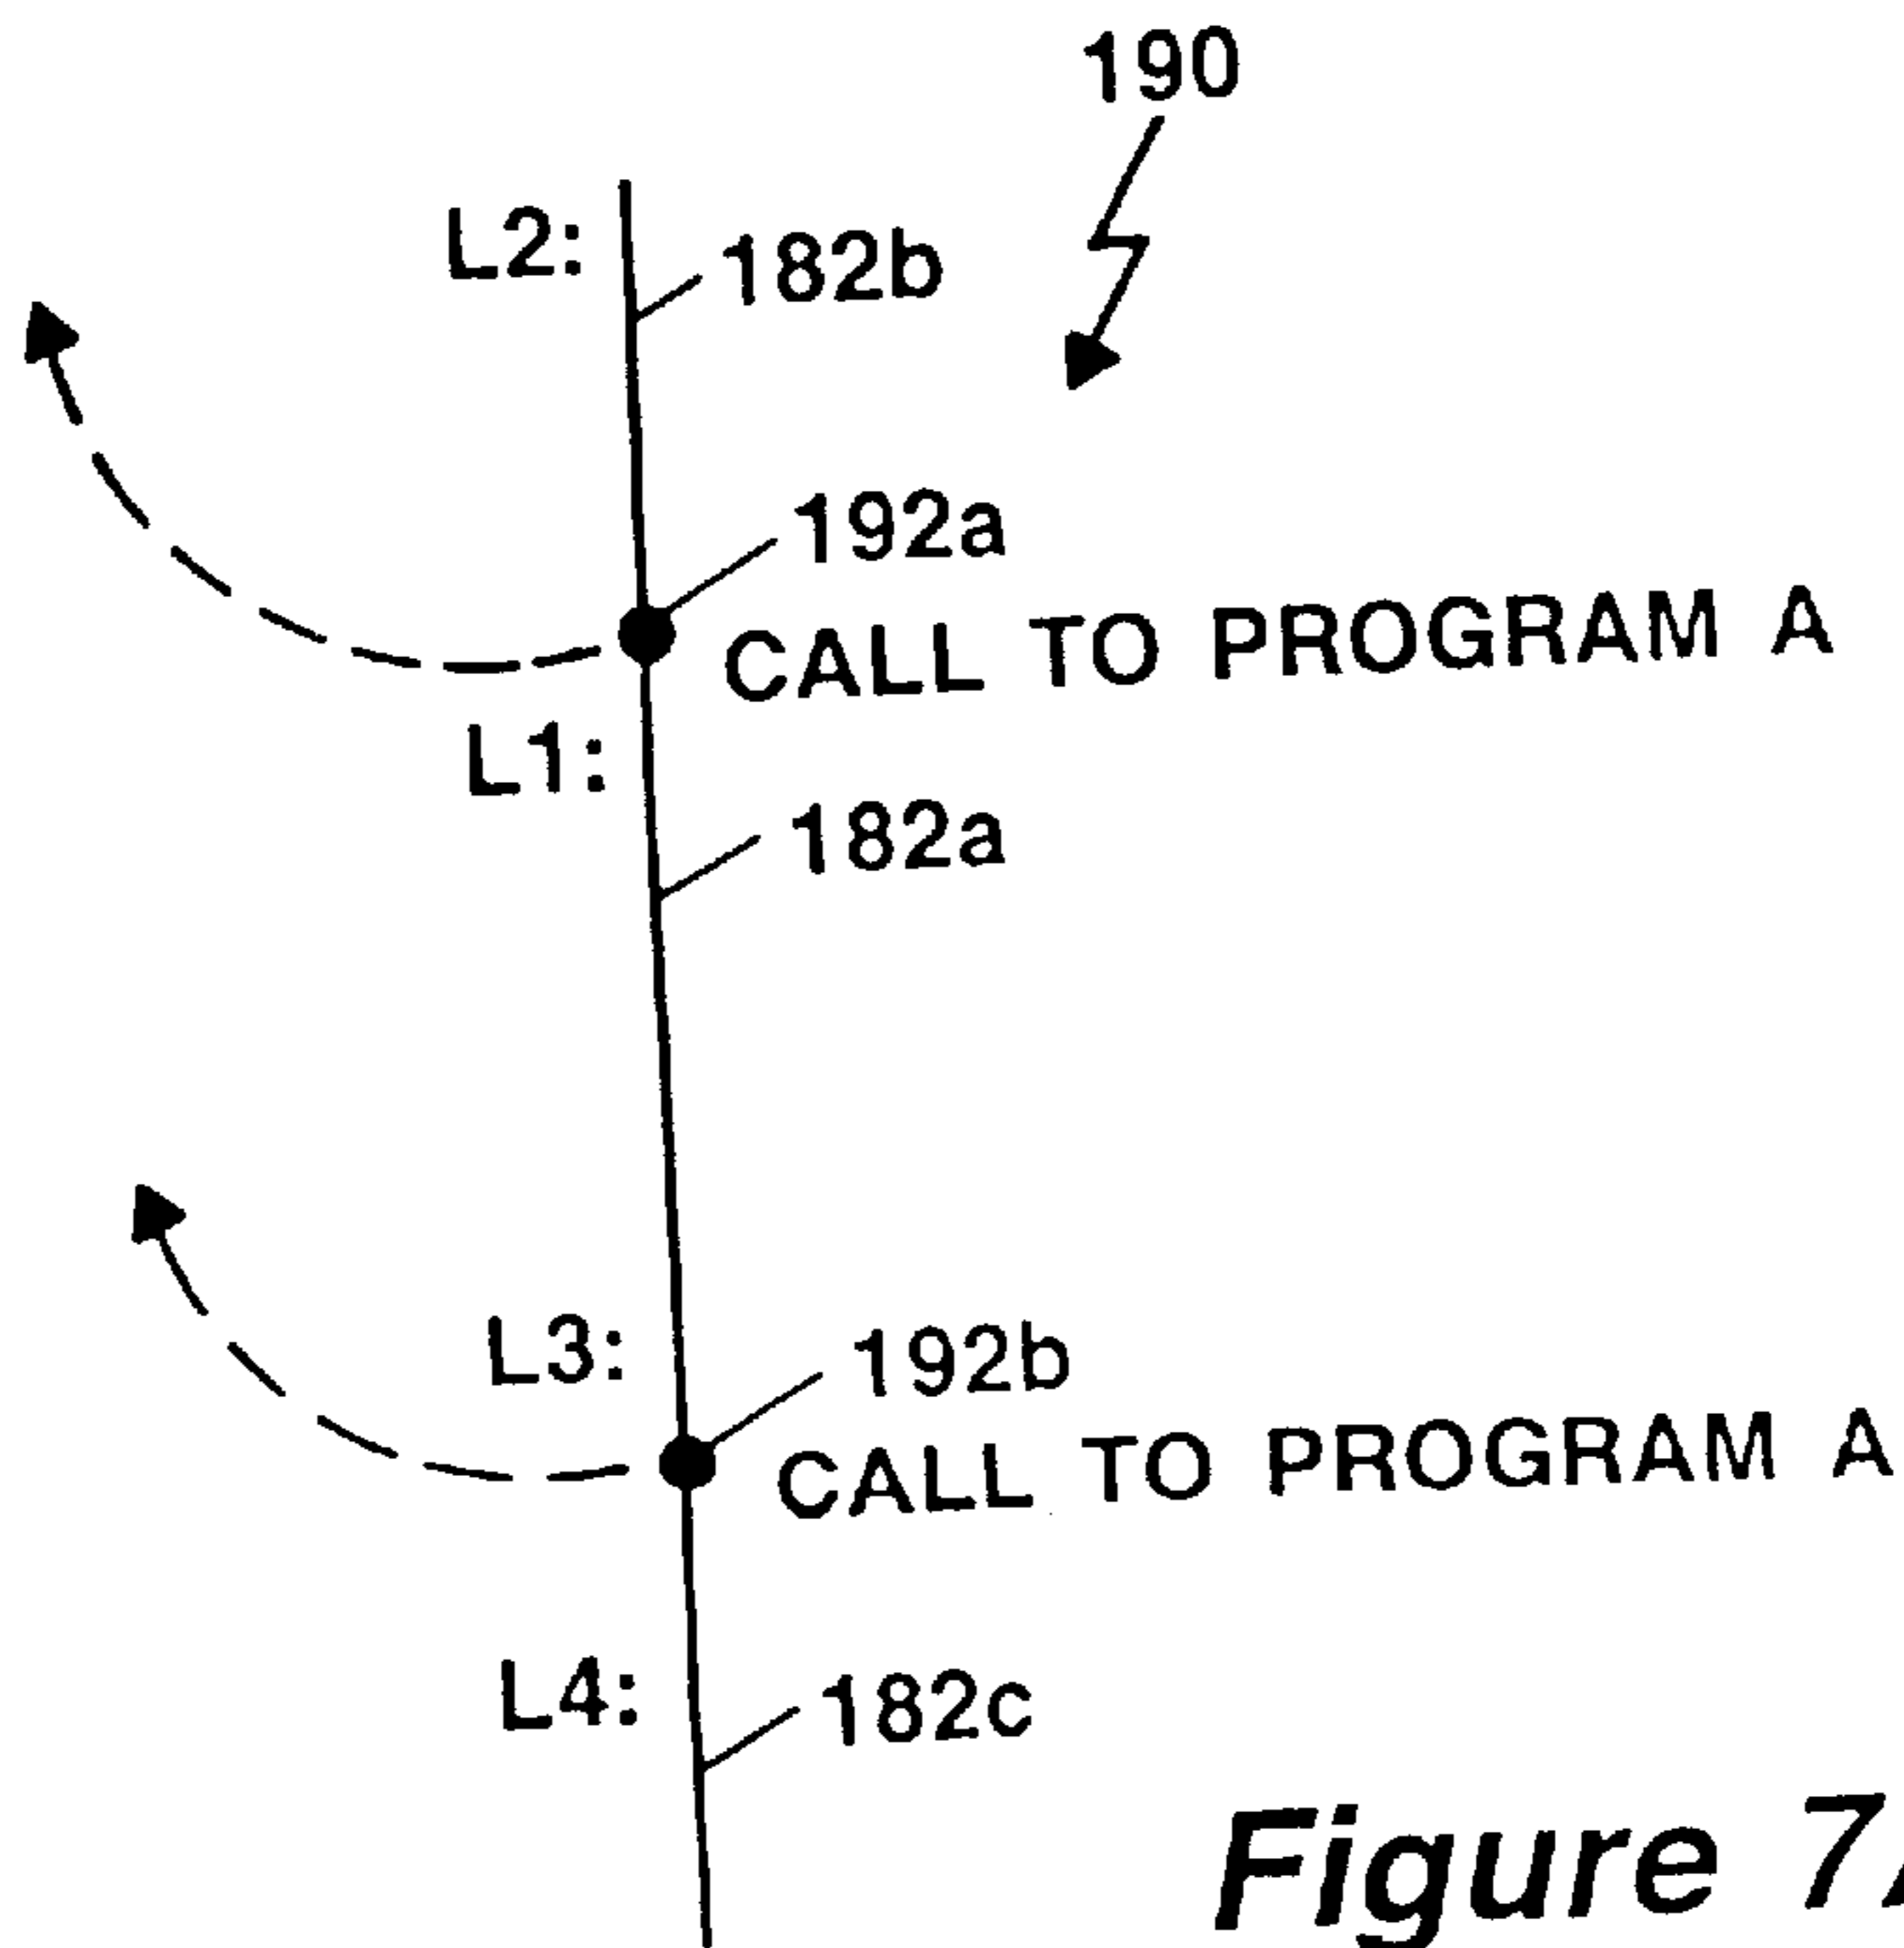 190
L2:
182b
192a
CALL TO PROGRAM A
L1:
182a
L3:
192b
CALL TO PROGRAM A
L4:
182c
Figure 7